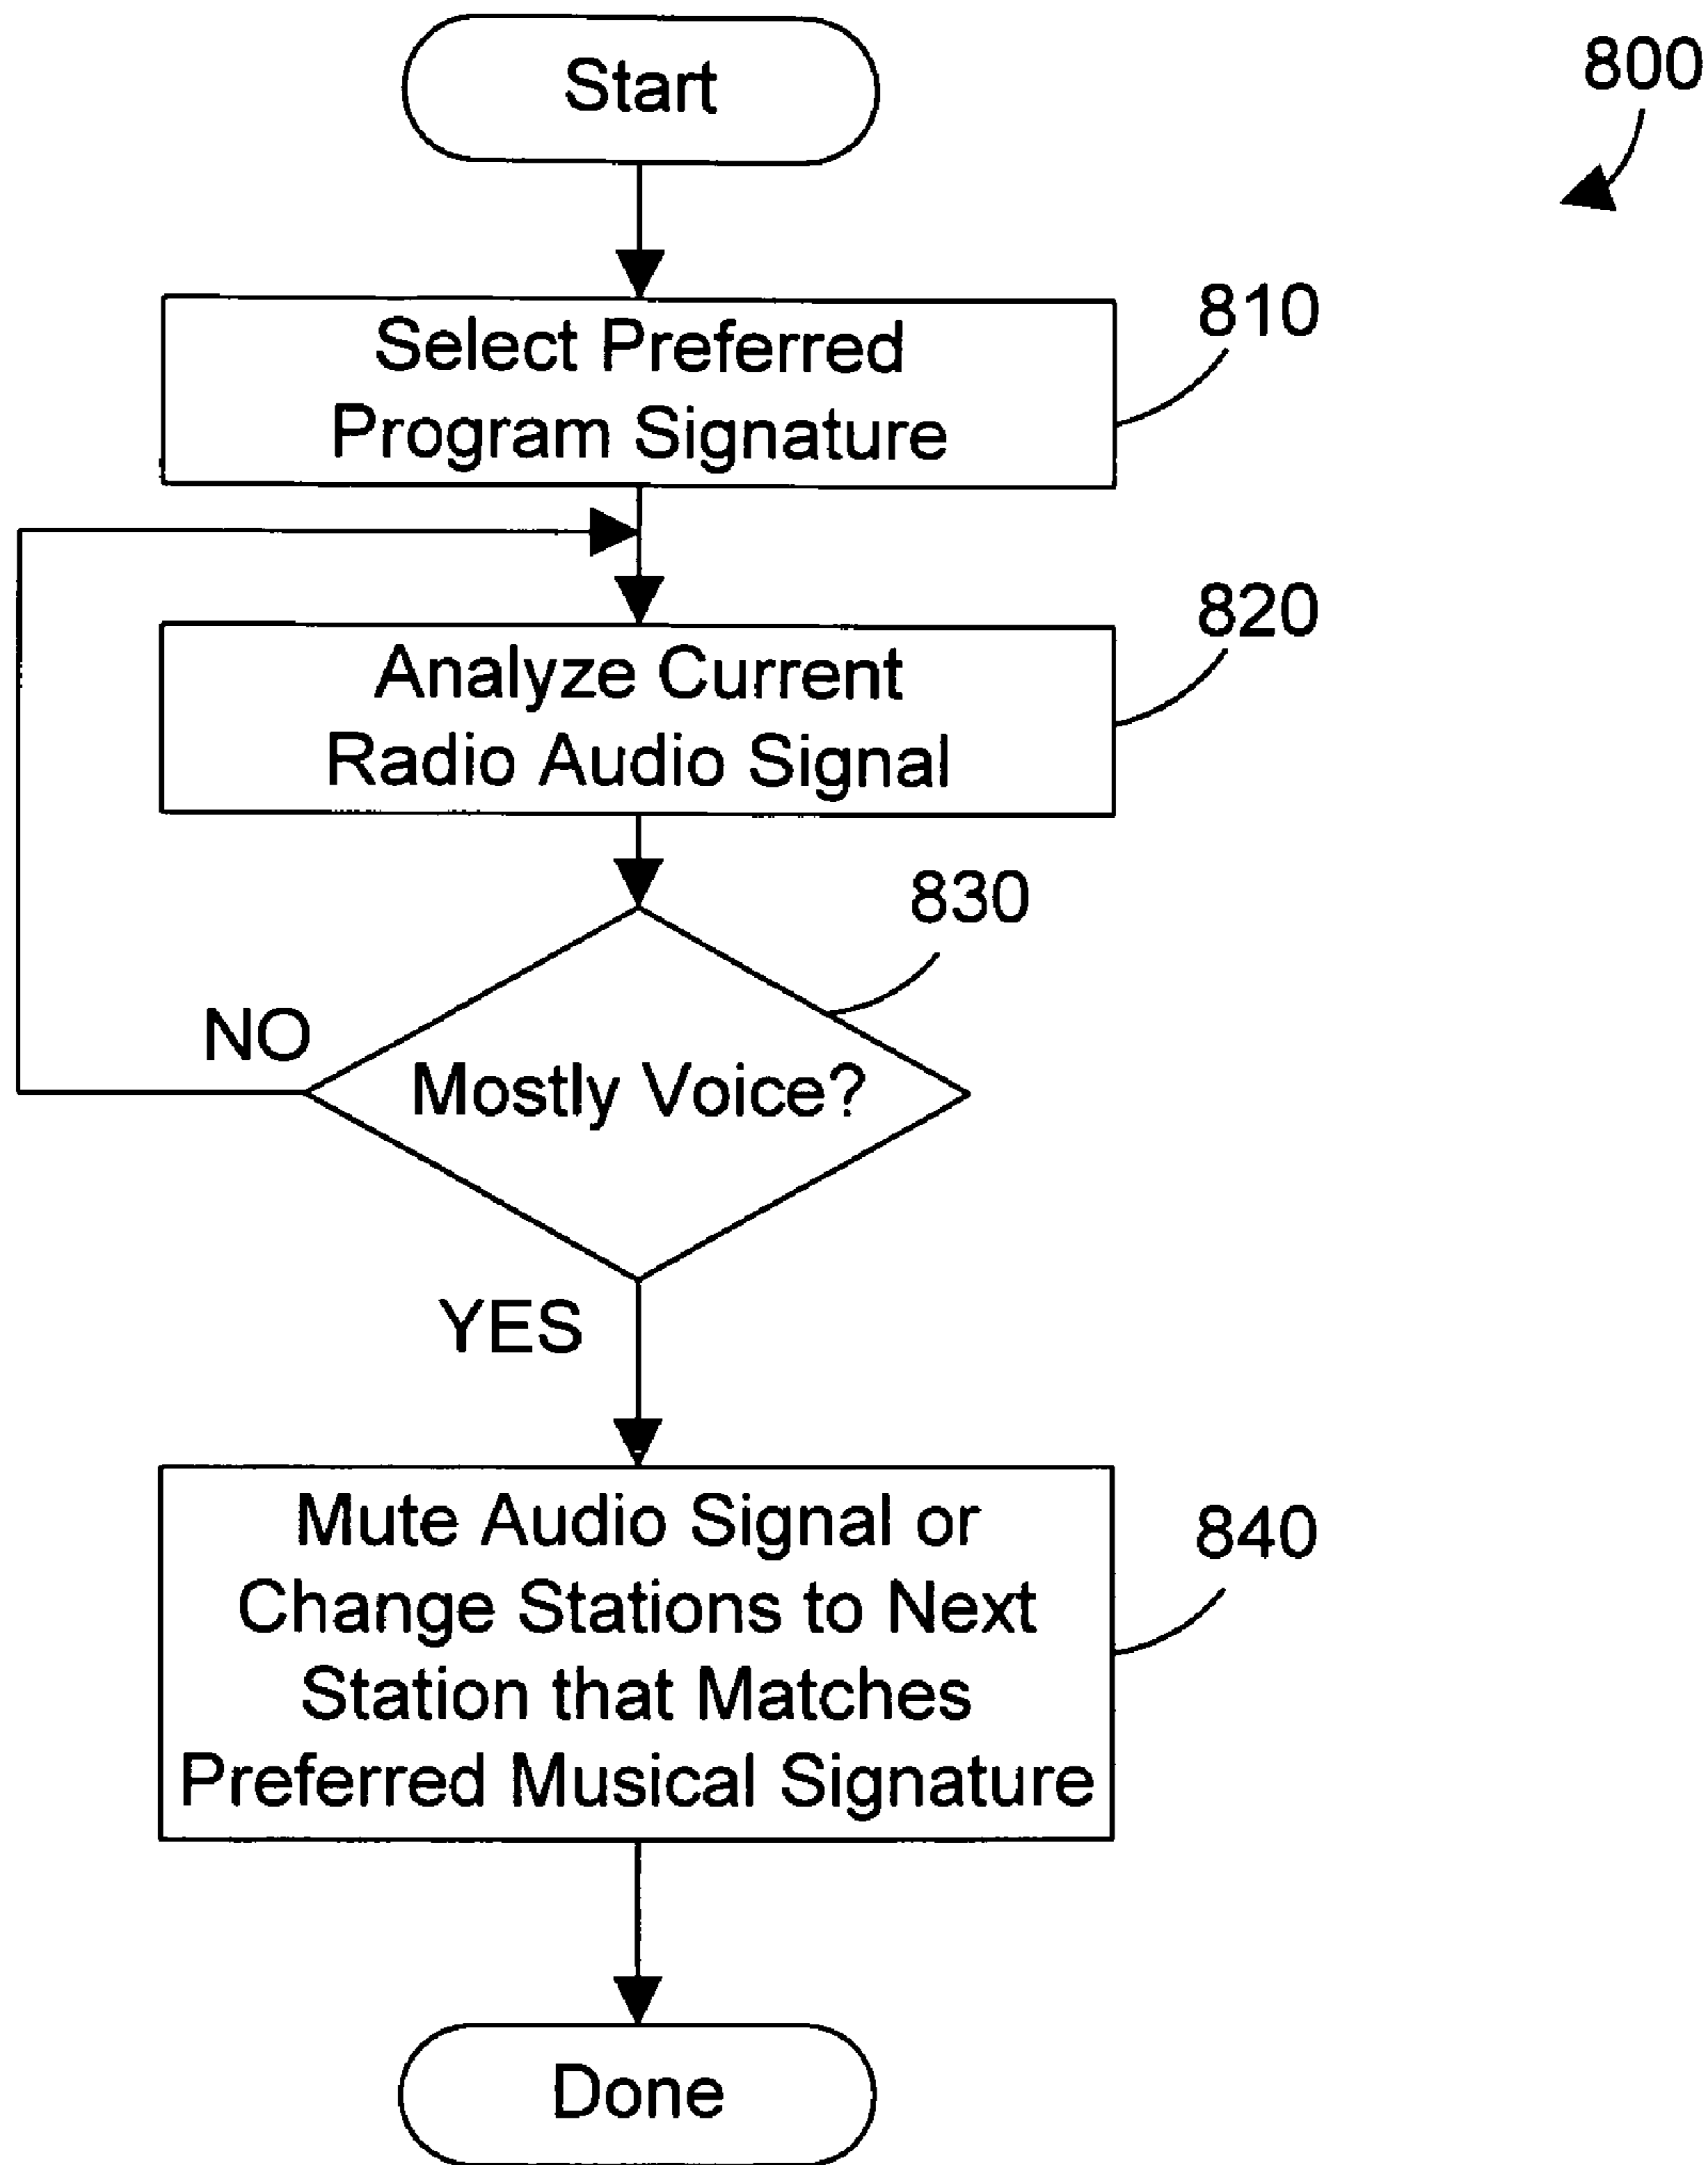 Start
800
Select Preferred
Program Signature
810
Analyze Current
Radio Audio Signal
820
830
NO
Mostly Voice?
YES
Mute Audio Signal or
Change Stations to Next
Station that Matches
Preferred Musical Signature
840
Done